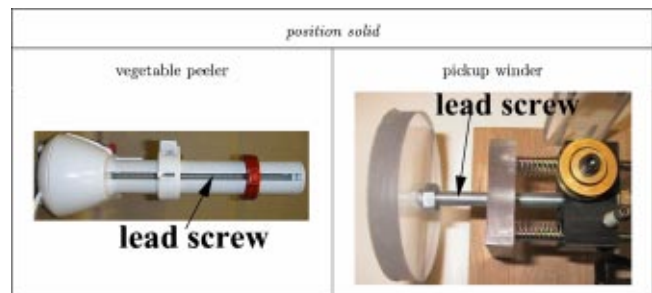 position solid
vegetable peeler
lead screw
pickup winder
lead screw